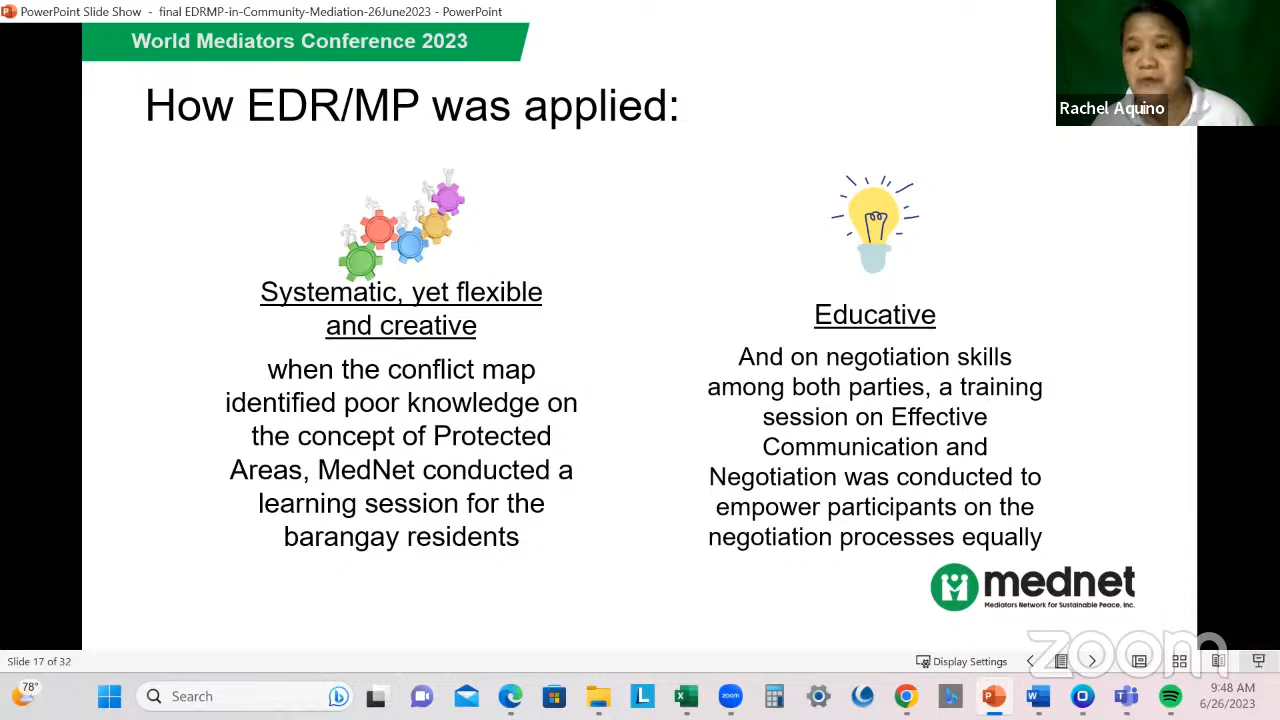 PowerPoint Slide Show - final EDRMP-in-Community-Mediation-26June2023 - PowerPoint
World Mediators Conference 2023
Rachel Aquino
How EDR/MP was applied:
Systematic, yet flexible
and creative
when the conflict map
identified poor knowledge on
the concept of Protected
Areas, MedNet conducted a
learning session for the
barangay residents
Educative
And on negotiation skills
among both parties, a training
session on Effective
Communication and
Negotiation was conducted to
empower participants on the
negotiation processes equally
mednet
Mediators Network for Sustainable Peace, Inc.
zoom
Slide 17 of 32
Display Settings
78°
Search
zoom
9:48 AM
6/26/2023